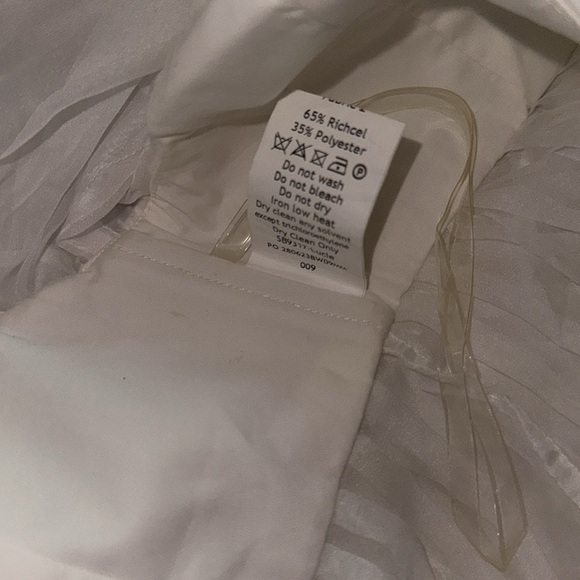 65% Richcel
35% Polyester
Do not wash
Do not bleach
Do not dry
Iron low heat
Dry clean any solvent
except trichloroethylene
Dry Clean Only
Lucie
009